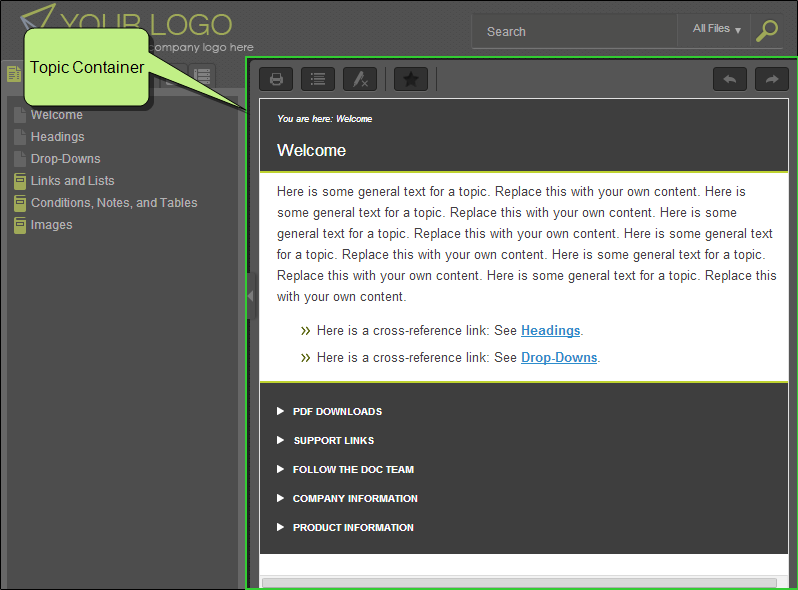 YOUR LOGO
company logo here
Search
All Files
Topic Container
Welcome
Headings
Drop-Downs
Links and Lists
Conditions, Notes, and Tables
Images
You are here: Welcome
Welcome
Here is some general text for a topic. Replace this with your own content. Here is
some general text for a topic. Replace this with your own content. Here is some
general text for a topic. Replace this with your own content. Here is some general text
for a topic. Replace this with your own content. Here is some general text for a topic.
Replace this with your own content. Here is some general text for a topic. Replace this
with your own content.
» Here is a cross-reference link: See Headings.
» Here is a cross-reference link: See Drop-Downs.
PDF DOWNLOADS
SUPPORT LINKS
FOLLOW THE DOC TEAM
COMPANY INFORMATION
PRODUCT INFORMATION